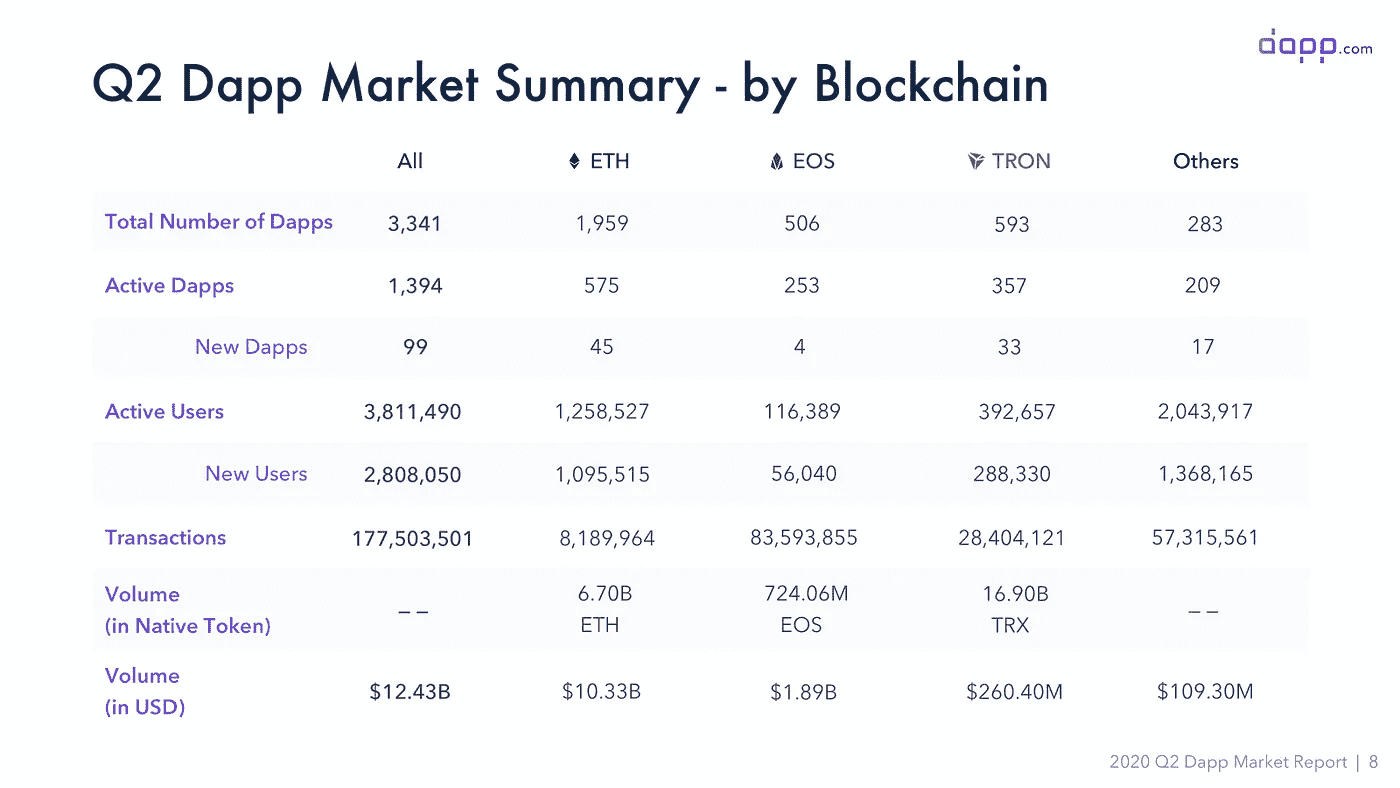 dapp.com
Q2 Dapp Market Summary - by Blockchain
All ETH EOS TRON Others
Total Number of Dapps 3,341 1,959 506 593 283
Active Dapps 1,394 575 253 357 209
New Dapps 99 45 4 33 17
Active Users 3,811,490 1,258,527 116,389 392,657 2,043,917
New Users 2,808,050 1,095,515 56,040 288,330 1,368,165
Transactions 177,503,501 8,189,964 83,593,855 28,404,121 57,315,561
Volume 6.70B 724.06M 16.90B
(in Native Token) – – ETH EOS TRX – –
Volume
(in USD) $12.43B $10.33B $1.89B $260.40M $109.30M
2020 Q2 Dapp Market Report | 8